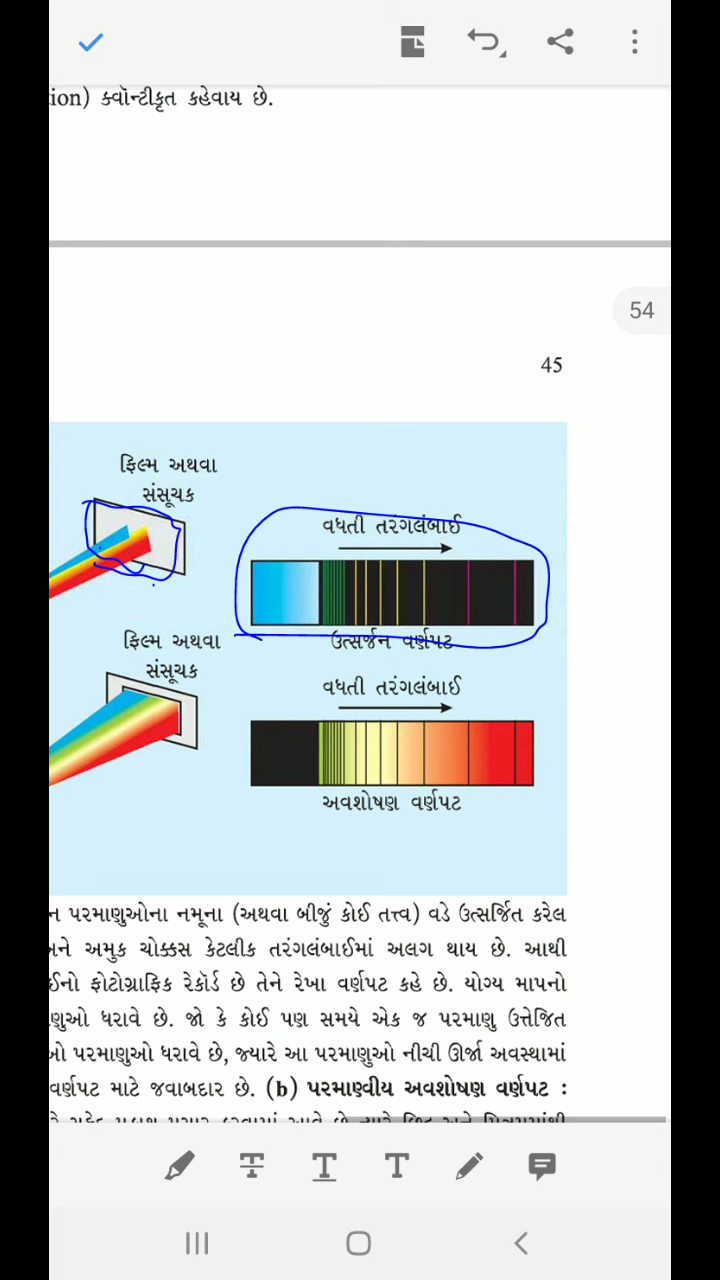 ion) ક્વૉન્ટીકૃત કહેવાય છે.
54
45
ફિલ્મ અથવા
સંસૂચક
વધતી તરંગલંબાઈ
ઉત્સર્જન વર્ણપટ
ફિલ્મ અથવા
સંસૂચક
વધતી તરંગલંબાઈ
અવશોષણ વર્ણપટ
ન પરમાણુઓના નમૂના (અથવા બીજું કોઈ તત્ત્વ) વડે ઉત્સર્જિત કરેલ
અને અમુક ચોક્કસ કેટલીક તરંગલંબાઈમાં અલગ થાય છે. આથી
ઈનો ફોટોગ્રાફિક રેકૉર્ડ છે તેને રેખા વર્ણપટ કહે છે. યોગ્ય માપનો
ણુઓ ધરાવે છે. જો કે કોઈ પણ સમયે એક જ પરમાણુ ઉત્તેજિત
ઓ પરમાણુઓ ધરાવે છે, જ્યારે આ પરમાણુઓ નીચી ઊર્જા અવસ્થામાં
વર્ણપટ માટે જવાબદાર છે. (b) પરમાણ્વીય અવશોષણ વર્ણપટ :